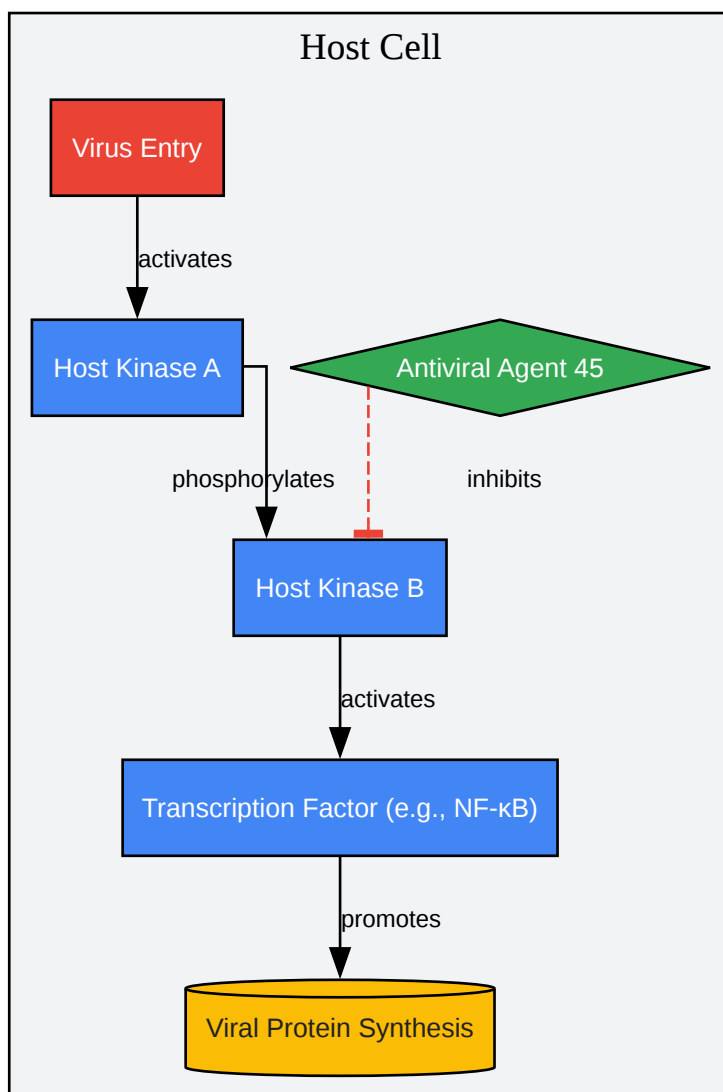 Host Cell
Virus Entry
activates
Host Kinase A
Antiviral Agent 45
phosphorylates
inhibits
Host Kinase B
activates
Transcription Factor (e.g., NF-κB)
promotes
Viral Protein Synthesis